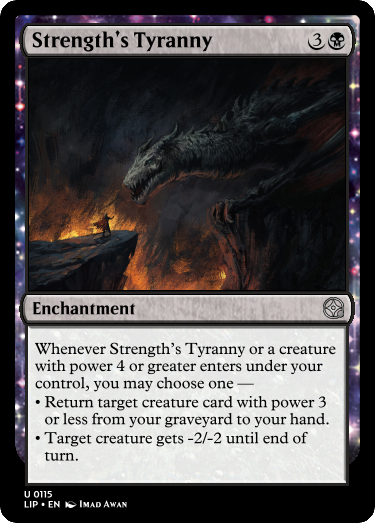 Strength's Tyranny 3
Enchantment
Whenever Strength's Tyranny or a creature
with power 4 or greater enters under your
control, you may choose one —
• Return target creature card with power 3
or less from your graveyard to your hand.
• Target creature gets -2/-2 until end of
turn.
U 0115
LIP • EN Imad Awan